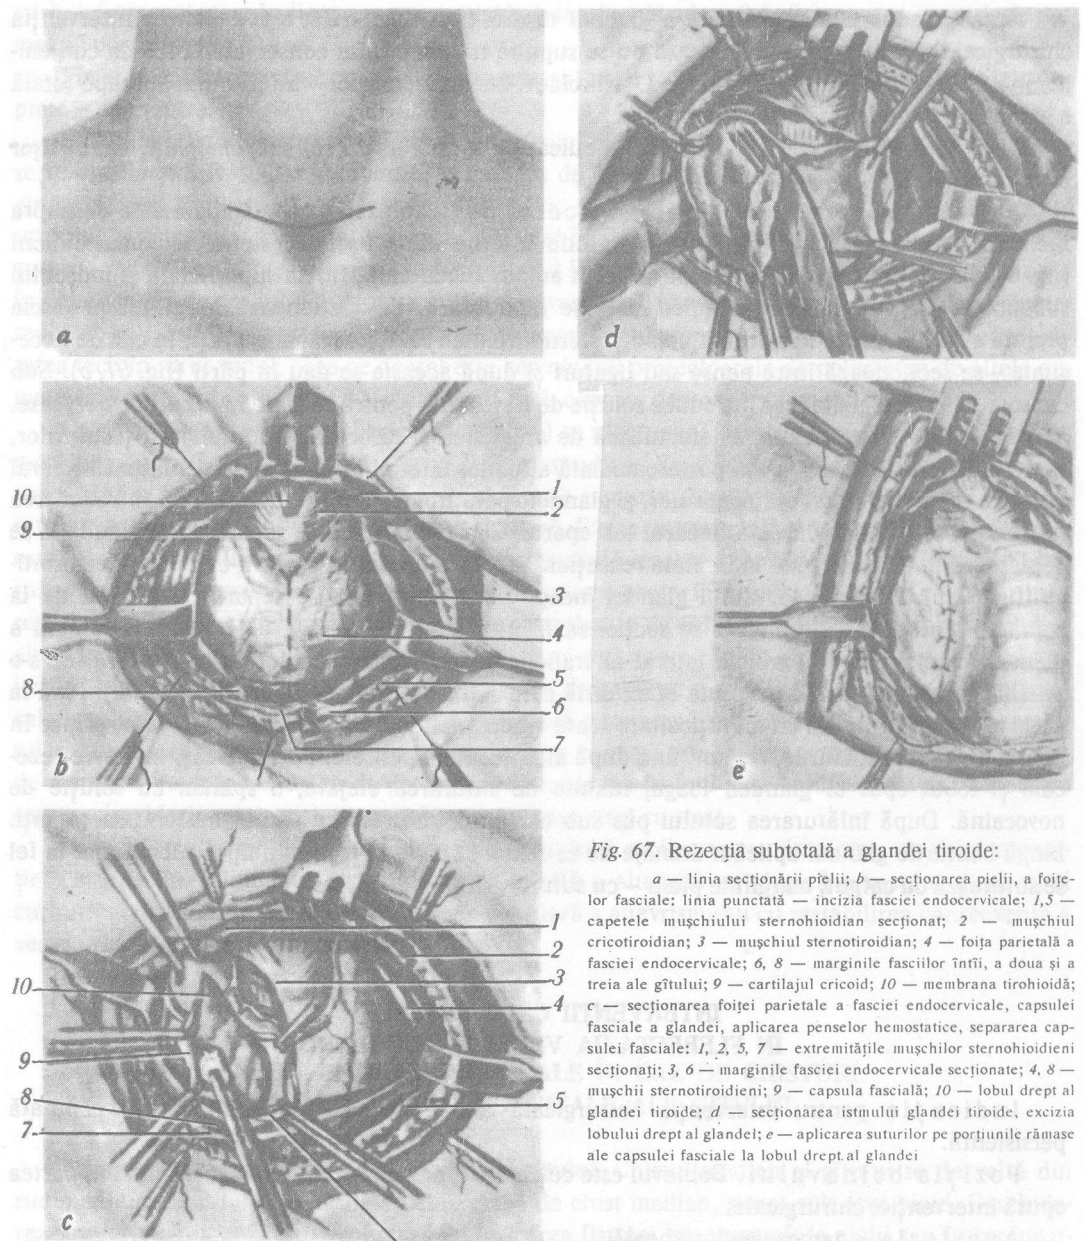 a
d
10
9
1
2
3
4
5
6
7
8
b
e
1
2
3
4
5
10
9
8
7
c
Fig. 67. Rezecția subtotală a glandei tiroide:
a — linia secționării pielii; b — secționarea pielii, a foițe-
lor fasciale; linia punctată — incizia fasciei endocervicale; 1,5 —
capetele mușchiului sternohioidian secționat; 2 — mușchiul
cricotiroidian; 3 — mușchiul sternotiroidian; 4 — foița parietală a
fasciei endocervicale; 6, 8 — marginile fasciilor întîi, a doua și a
treia ale gîtului; 9 — cartilajul cricoid; 10 — membrana tirohioidă;
c — secționarea foiței parietale a fasciei endocervicale, capsulei
fasciale a glandei, aplicarea penselor hemostatice, separarea cap-
sulei fasciale: 1, 2, 5, 7 — extremitățile mușchilor sternohioidieni
secționați; 3, 6 — marginile fasciei endocervicale secționate; 4, 8 —
mușchii sternotiroidieni; 9 — capsula fascială; 10 — lobul drept al
glandei tiroide; d — secționarea istmului glandei tiroide, excizia
lobului drept al glandei; e — aplicarea suturilor pe porțiunile rămase
ale capsulei fasciale la lobul drept al glandei